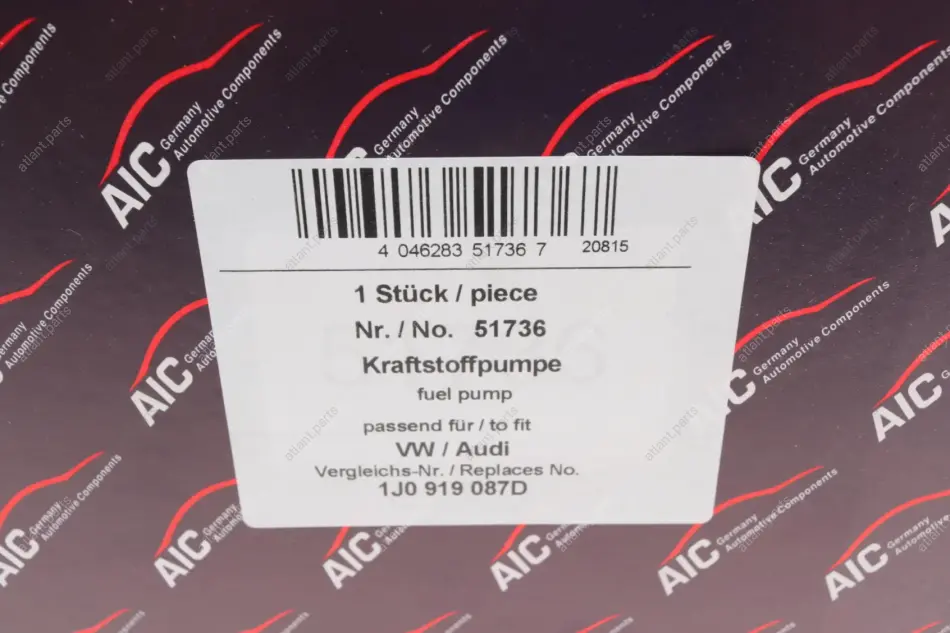 4 046283 51736 7 20815
1 Stück / piece
Nr. / No. 51736
Kraftstoffpumpe
fuel pump
passend für / to fit
VW / Audi
Vergleichs-Nr. / Replaces No.
1J0 919 087D
AIC Germany
Automotive Components
atlant.parts